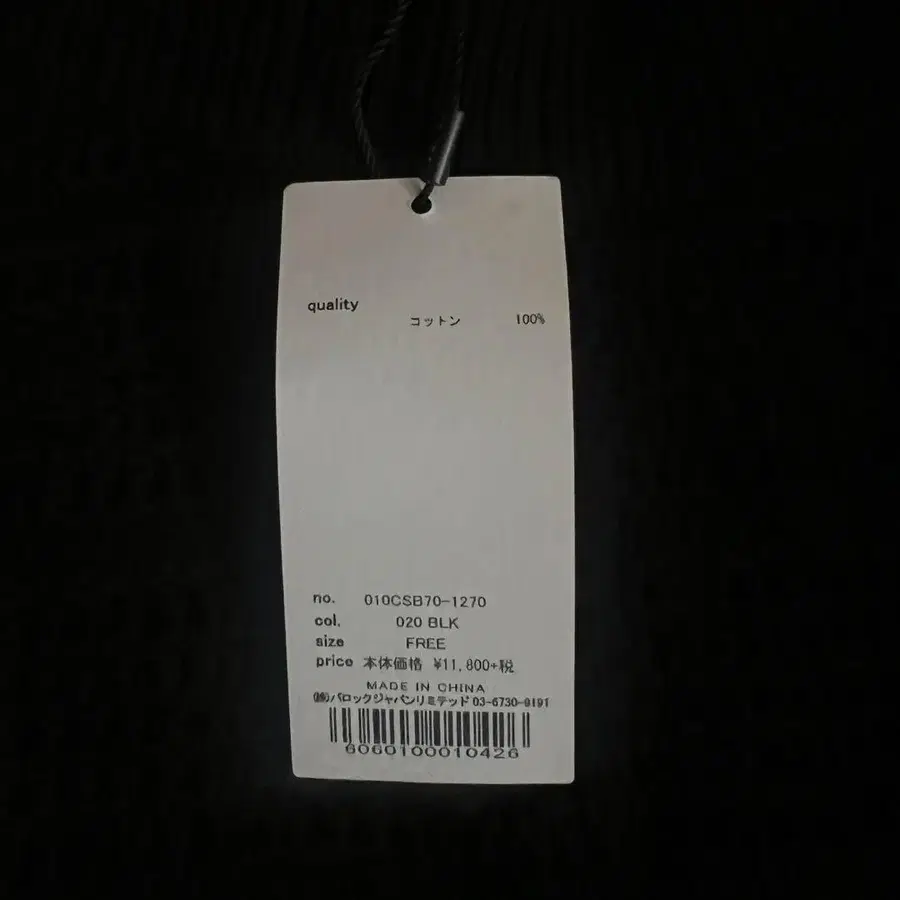 quality
コットン 100%
no. 010CSB70-1270
col. 020 BLK
size FREE
price 本体価格 ¥11,800+税
MADE IN CHINA
㈱バロックジャパンリミテッド 03-6730-9191
6060100010426